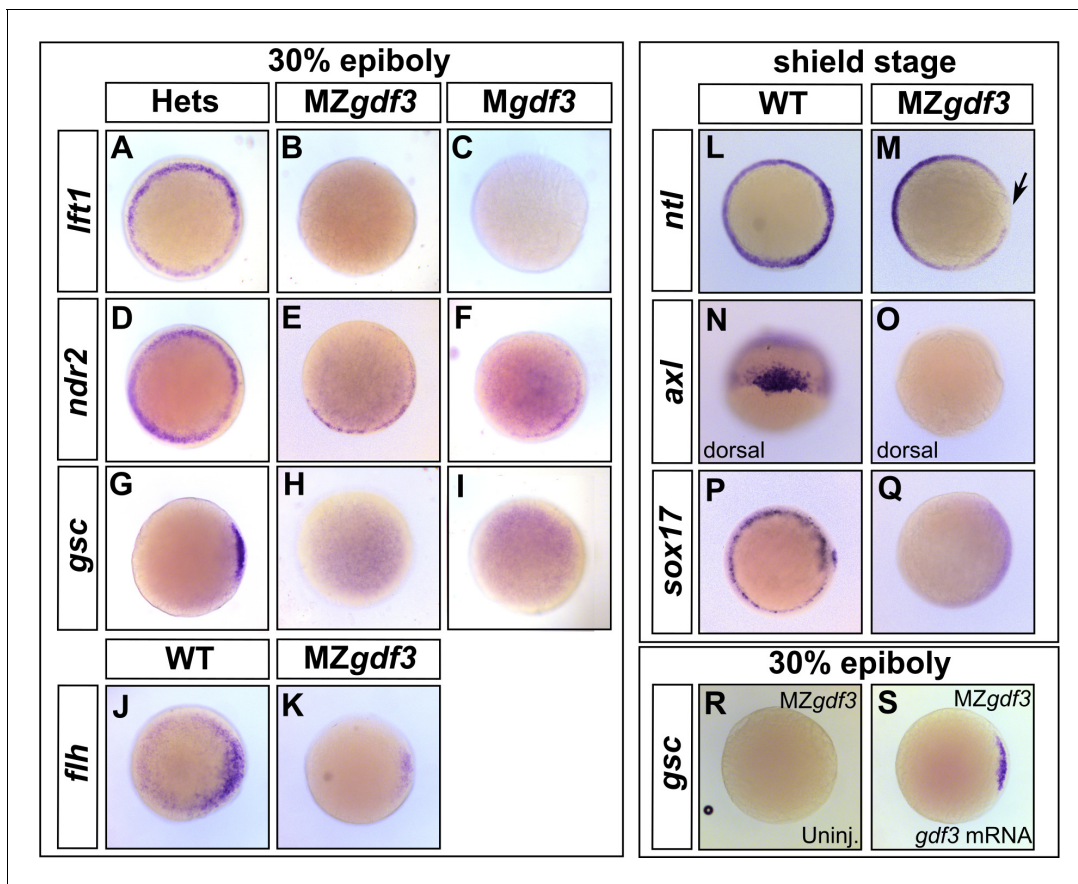 30% epiboly
Hets MZgdf3 Mgdf3
lft1 A B C
ndr2 D E F
gsc G H I
WT MZgdf3
flh J K
shield stage
WT MZgdf3
ntl L M
axl N O
dorsal dorsal
sox17 P Q
30% epiboly
gsc R MZgdf3 S MZgdf3
Uninj. gdf3 mRNA